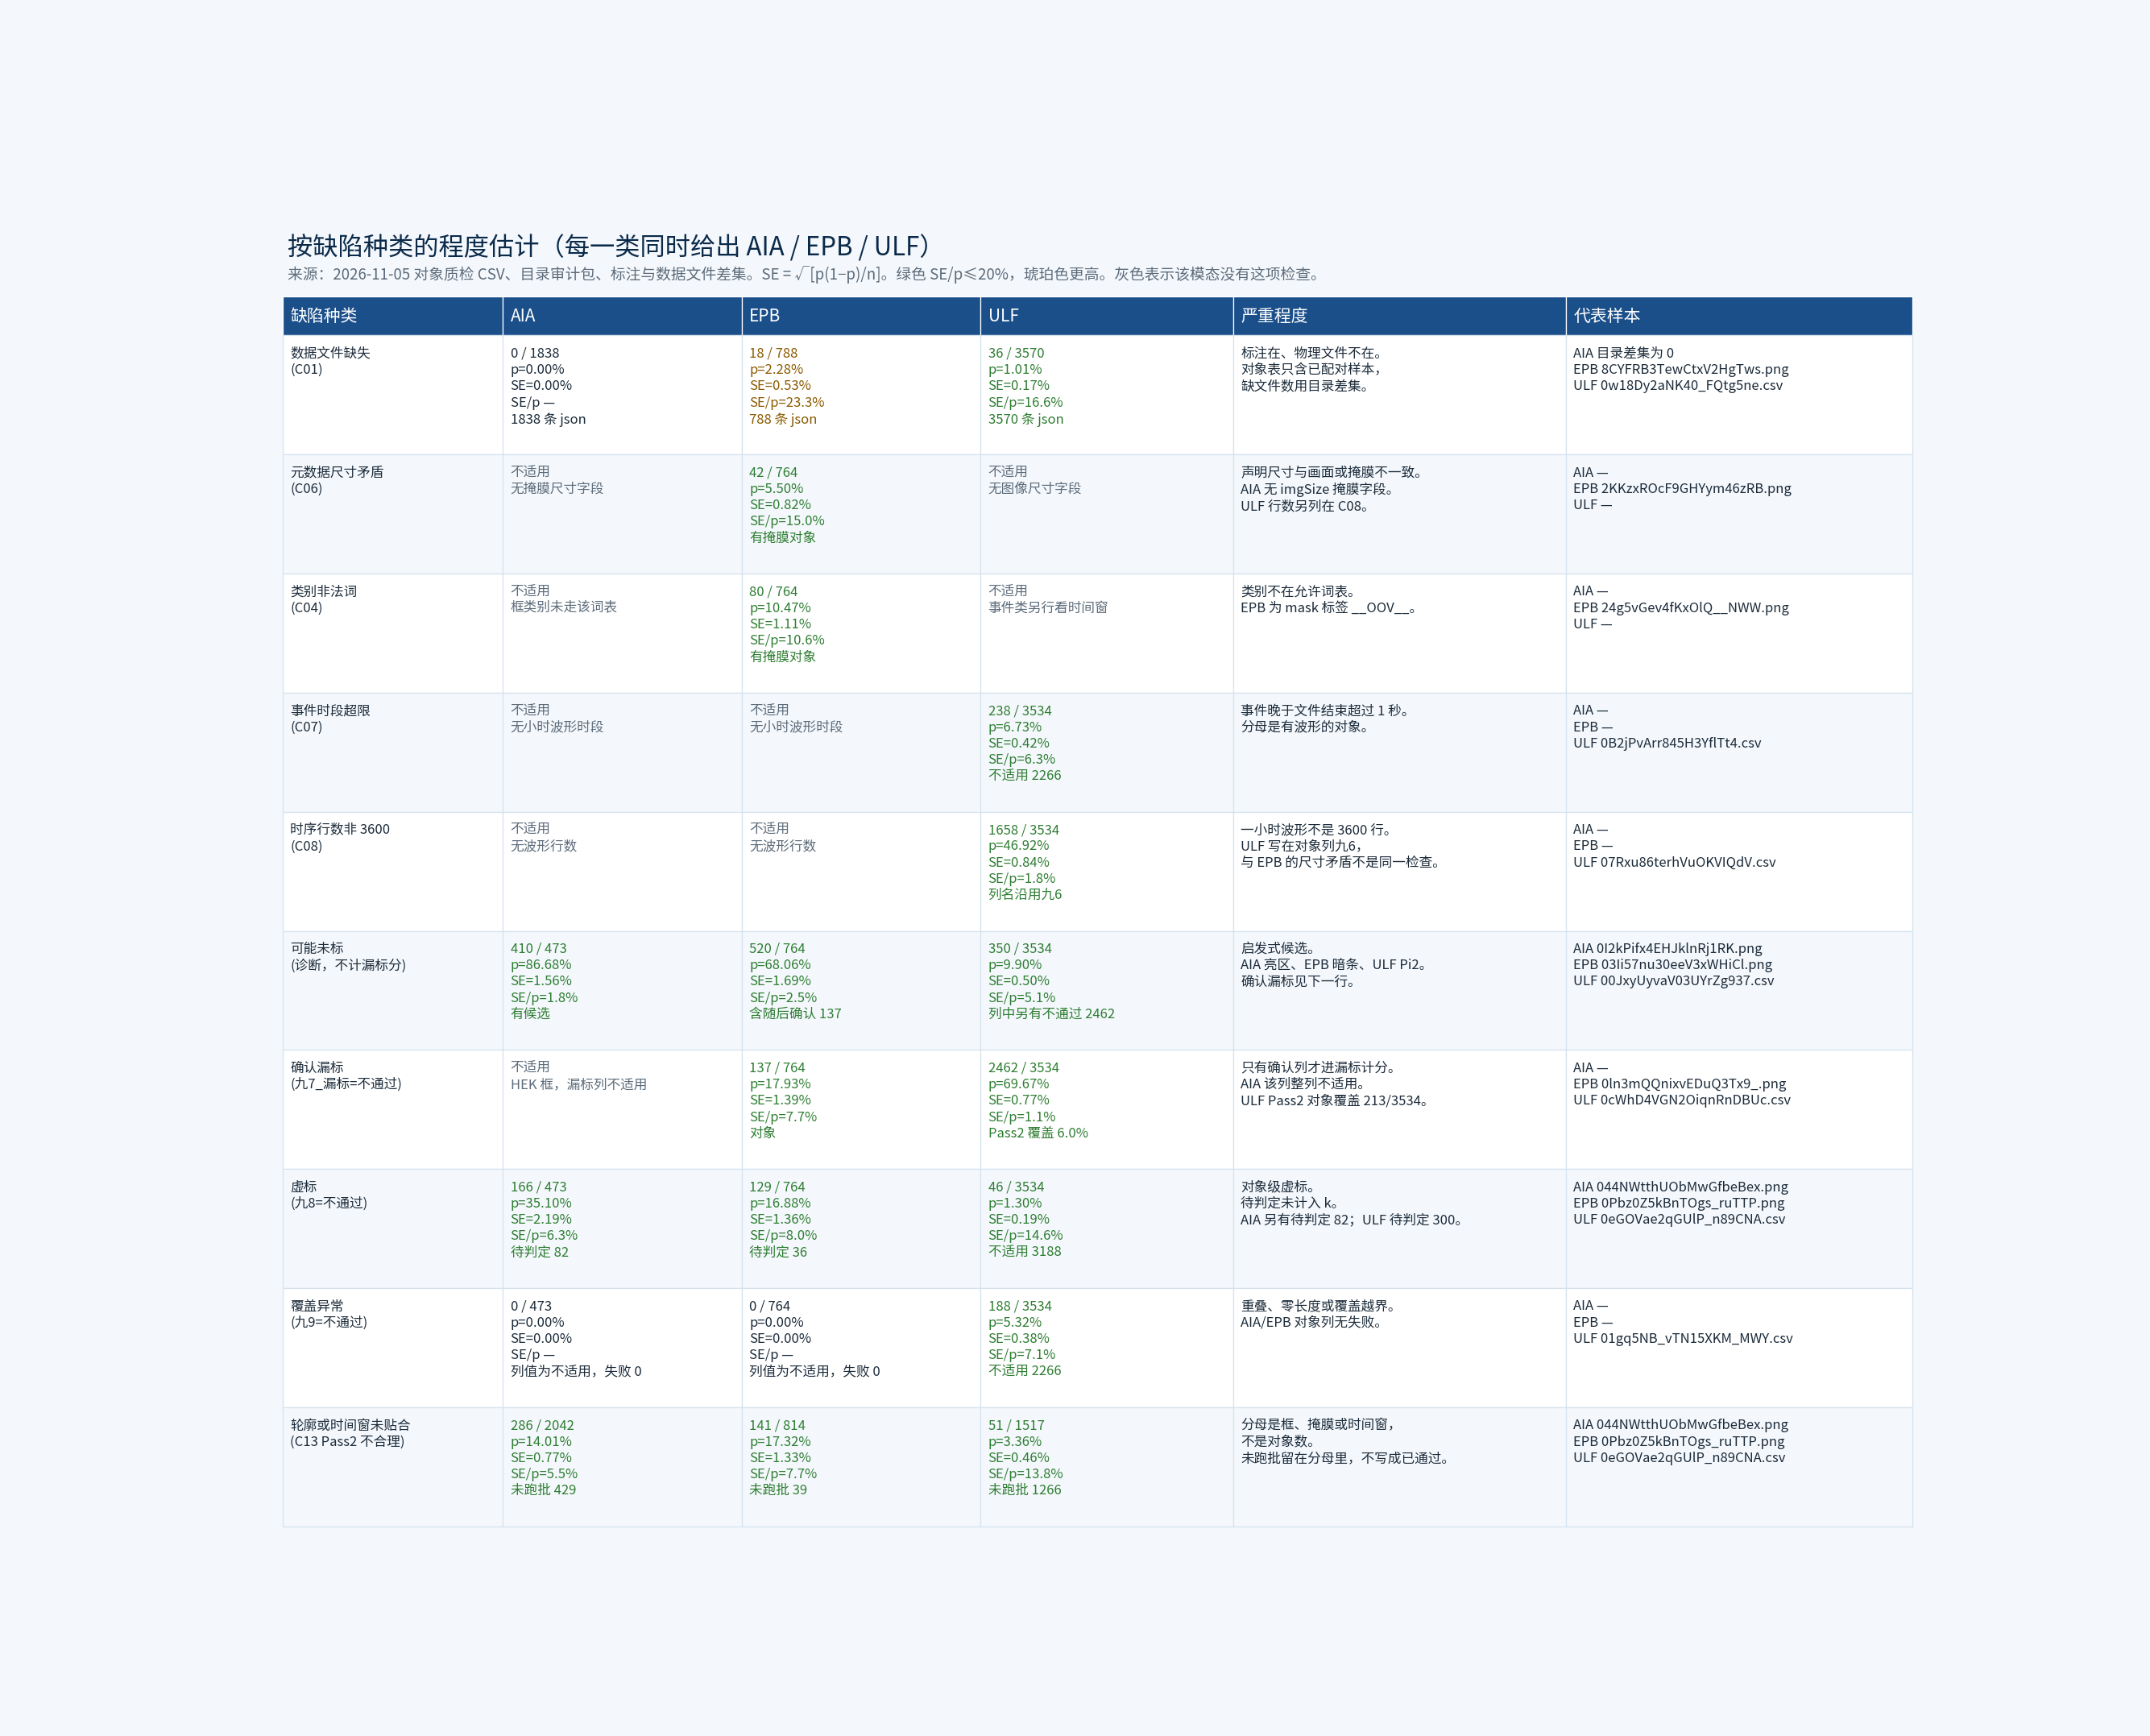 按缺陷种类的程度估计（每一类同时给出 AIA / EPB / ULF）
来源：2026-11-05 对象质检 CSV、目录审计包、标注与数据文件差集。SE = √[p(1−p)/n]。绿色 SE/p≤20%，琥珀色更高。灰色表示该模态没有这项检查。
缺陷种类
AIA
EPB
ULF
严重程度
代表样本
数据文件缺失
(C01)
0 / 1838
p=0.00%
SE=0.00%
SE/p —
1838 条 json
18 / 788
p=2.28%
SE=0.53%
SE/p=23.3%
788 条 json
36 / 3570
p=1.01%
SE=0.17%
SE/p=16.6%
3570 条 json
标注在、物理文件不在。
对象表只含已配对样本，
缺文件数用目录差集。
AIA 目录差集为 0
EPB 8CYFRB3TewCtxV2HgTws.png
ULF 0w18Dy2aNK40_FQtg5ne.csv
元数据尺寸矛盾
(C06)
不适用
无掩膜尺寸字段
42 / 764
p=5.50%
SE=0.82%
SE/p=15.0%
有掩膜对象
不适用
无图像尺寸字段
声明尺寸与画面或掩膜不一致。
AIA 无 imgSize 掩膜字段。
ULF 行数另列在 C08。
AIA —
EPB 2KKzxROcF9GHYym46zRB.png
ULF —
类别非法词
(C04)
不适用
框类别未走该词表
80 / 764
p=10.47%
SE=1.11%
SE/p=10.6%
有掩膜对象
不适用
事件类另行看时间窗
类别不在允许词表。
EPB 为 mask 标签 __OOV__。
AIA —
EPB 24g5vGev4fKxOlQ__NWW.png
ULF —
事件时段超限
(C07)
不适用
无小时波形时段
不适用
无小时波形时段
238 / 3534
p=6.73%
SE=0.42%
SE/p=6.3%
不适用 2266
事件晚于文件结束超过 1 秒。
分母是有波形的对象。
AIA —
EPB —
ULF 0B2jPvArr845H3YflTt4.csv
时序行数非 3600
(C08)
不适用
无波形行数
不适用
无波形行数
1658 / 3534
p=46.92%
SE=0.84%
SE/p=1.8%
列名沿用九6
一小时波形不是 3600 行。
ULF 写在对象列九6，
与 EPB 的尺寸矛盾不是同一检查。
AIA —
EPB —
ULF 07Rxu86terhVuOKVIQdV.csv
可能未标
(诊断，不计漏标分)
410 / 473
p=86.68%
SE=1.56%
SE/p=1.8%
有候选
520 / 764
p=68.06%
SE=1.69%
SE/p=2.5%
含随后确认 137
350 / 3534
p=9.90%
SE=0.50%
SE/p=5.1%
列中另有不通过 2462
启发式候选。
AIA 亮区、EPB 暗条、ULF Pi2。
确认漏标见下一行。
AIA 0I2kPifx4EHJklnRj1RK.png
EPB 03Ii57nu30eeV3xWHiCl.png
ULF 00JxyUyvaV03UYrZg937.csv
确认漏标
(九7_漏标=不通过)
不适用
HEK 框，漏标列不适用
137 / 764
p=17.93%
SE=1.39%
SE/p=7.7%
对象
2462 / 3534
p=69.67%
SE=0.77%
SE/p=1.1%
Pass2 覆盖 6.0%
只有确认列才进漏标计分。
AIA 该列整列不适用。
ULF Pass2 对象覆盖 213/3534。
AIA —
EPB 0ln3mQQnixvEDuQ3Tx9_.png
ULF 0cWhD4VGN2OiqnRnDBUc.csv
虚标
(九8=不通过)
166 / 473
p=35.10%
SE=2.19%
SE/p=6.3%
待判定 82
129 / 764
p=16.88%
SE=1.36%
SE/p=8.0%
待判定 36
46 / 3534
p=1.30%
SE=0.19%
SE/p=14.6%
不适用 3188
对象级虚标。
待判定未计入 k。
AIA 另有待判定 82；ULF 待判定 300。
AIA 044NWtthUObMwGfbeBex.png
EPB 0Pbz0Z5kBnTOgs_ruTTP.png
ULF 0eGOVae2qGUlP_n89CNA.csv
覆盖异常
(九9=不通过)
0 / 473
p=0.00%
SE=0.00%
SE/p —
列值为不适用，失败 0
0 / 764
p=0.00%
SE=0.00%
SE/p —
列值为不适用，失败 0
188 / 3534
p=5.32%
SE=0.38%
SE/p=7.1%
不适用 2266
重叠、零长度或覆盖越界。
AIA/EPB 对象列无失败。
AIA —
EPB —
ULF 01gq5NB_vTN15XKM_MWY.csv
轮廓或时间窗未贴合
(C13 Pass2 不合理)
286 / 2042
p=14.01%
SE=0.77%
SE/p=5.5%
未跑批 429
141 / 814
p=17.32%
SE=1.33%
SE/p=7.7%
未跑批 39
51 / 1517
p=3.36%
SE=0.46%
SE/p=13.8%
未跑批 1266
分母是框、掩膜或时间窗，
不是对象数。
未跑批留在分母里，不写成已通过。
AIA 044NWtthUObMwGfbeBex.png
EPB 0Pbz0Z5kBnTOgs_ruTTP.png
ULF 0eGOVae2qGUlP_n89CNA.csv